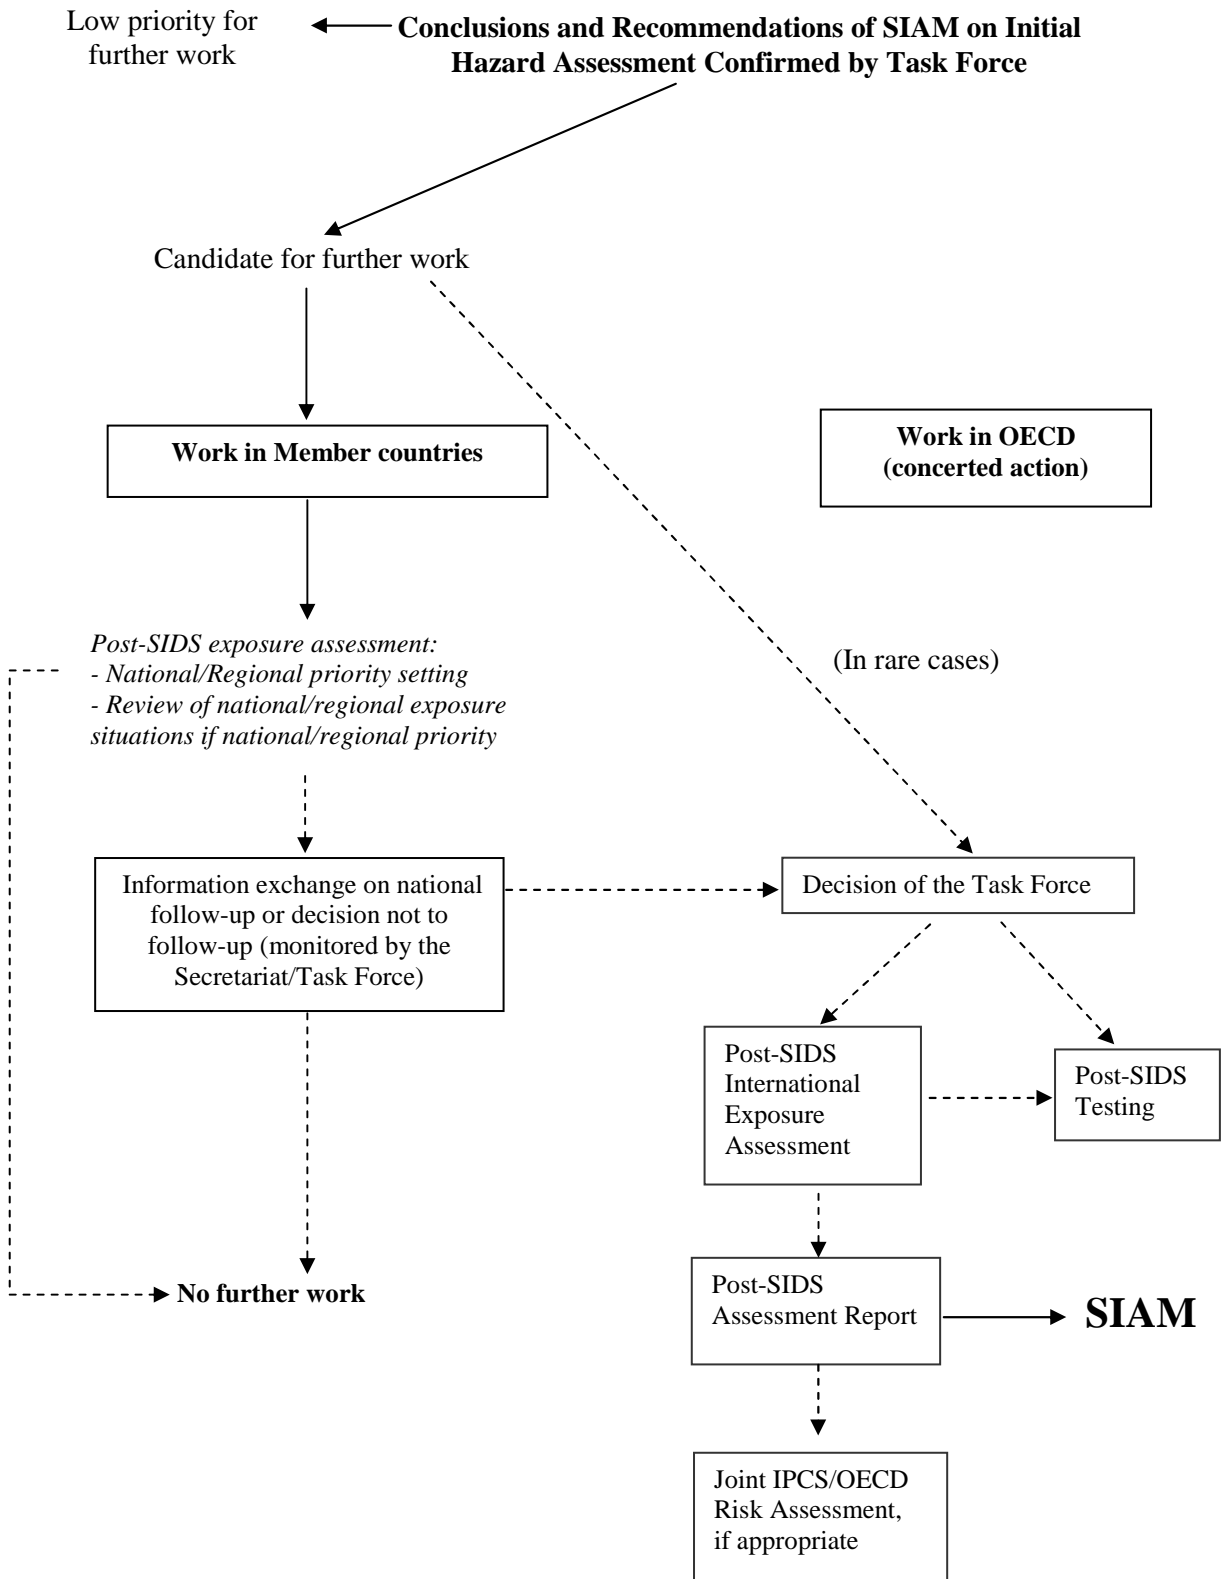 Low priority for
further work
Conclusions and Recommendations of SIAM on Initial
Hazard Assessment Confirmed by Task Force
Candidate for further work
Work in Member countries
Work in OECD
(concerted action)
Post-SIDS exposure assessment:
- National/Regional priority setting
- Review of national/regional exposure
situations if national/regional priority
(In rare cases)
Information exchange on national
follow-up or decision not to
follow-up (monitored by the
Secretariat/Task Force)
Decision of the Task Force
Post-SIDS
International
Exposure
Assessment
Post-SIDS
Testing
No further work
Post-SIDS
Assessment Report
SIAM
Joint IPCS/OECD
Risk Assessment,
if appropriate